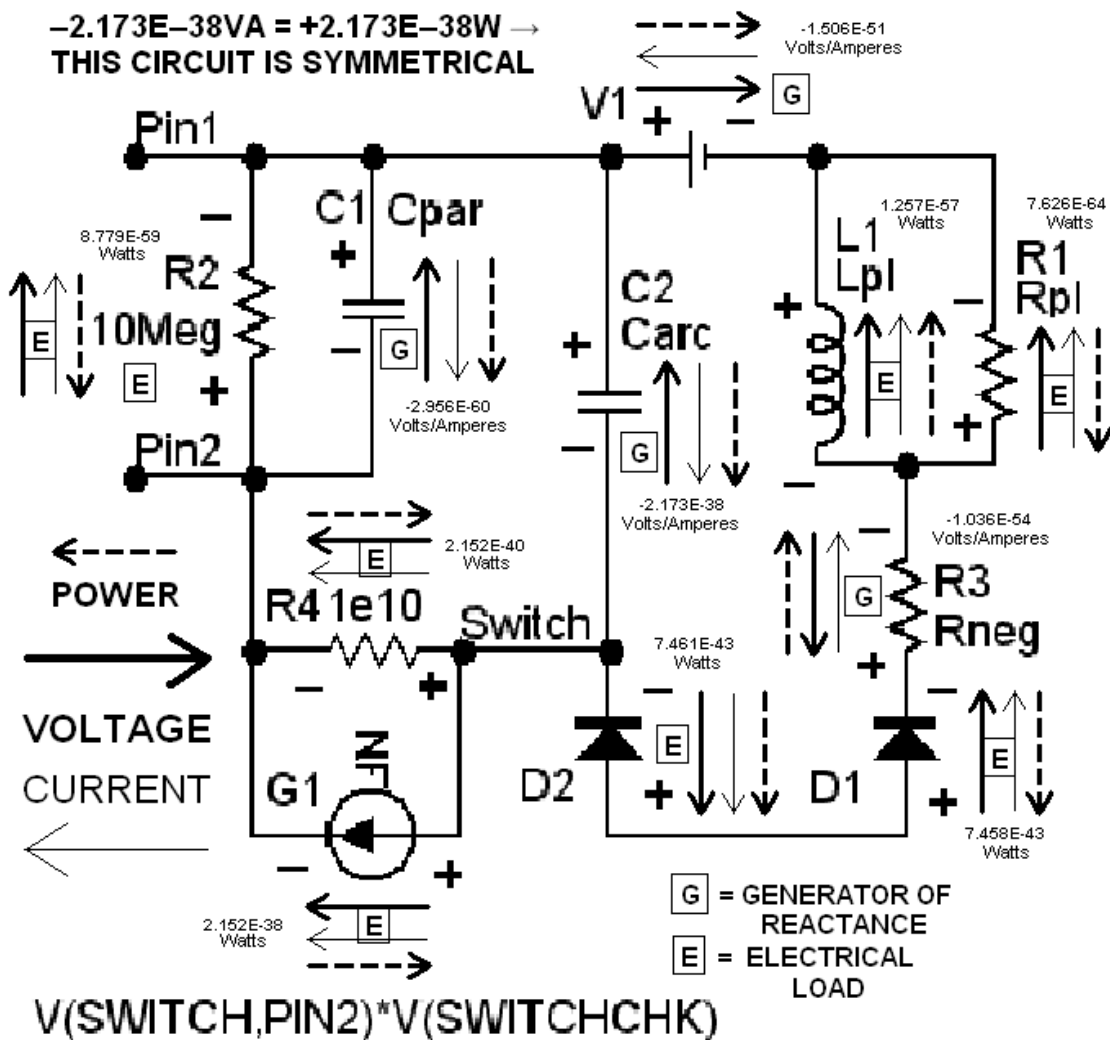 –2.173E–38VA = +2.173E–38W →
THIS CIRCUIT IS SYMMETRICAL
-1.506E-51
Volts/Amperes
G
V1
+
–
Pin1
–
8.779E-59
Watts
R2
10Meg
E
E
+
C1
Cpar
+
–
G
-2.956E-60
Volts/Amperes
C2
Carc
+
–
G
-2.173E-38
Volts/Amperes
1.257E-57
Watts
L1
Lpl
+
–
E
7.626E-64
Watts
R1
Rpl
–
+
E
Pin2
POWER
VOLTAGE
CURRENT
E
2.152E-40
Watts
R4 1e10
–
+
Switch
-1.036E-54
Volts/Amperes
–
G
R3
Rneg
+
7.461E-43
Watts
–
E
D2
+
–
E
D1
+
7.458E-43
Watts
NF
G1
–
+
2.152E-38
Watts
E
G = GENERATOR OF
REACTANCE
E = ELECTRICAL
LOAD
V(SWITCH,PIN2)*V(SWITCHCHK)